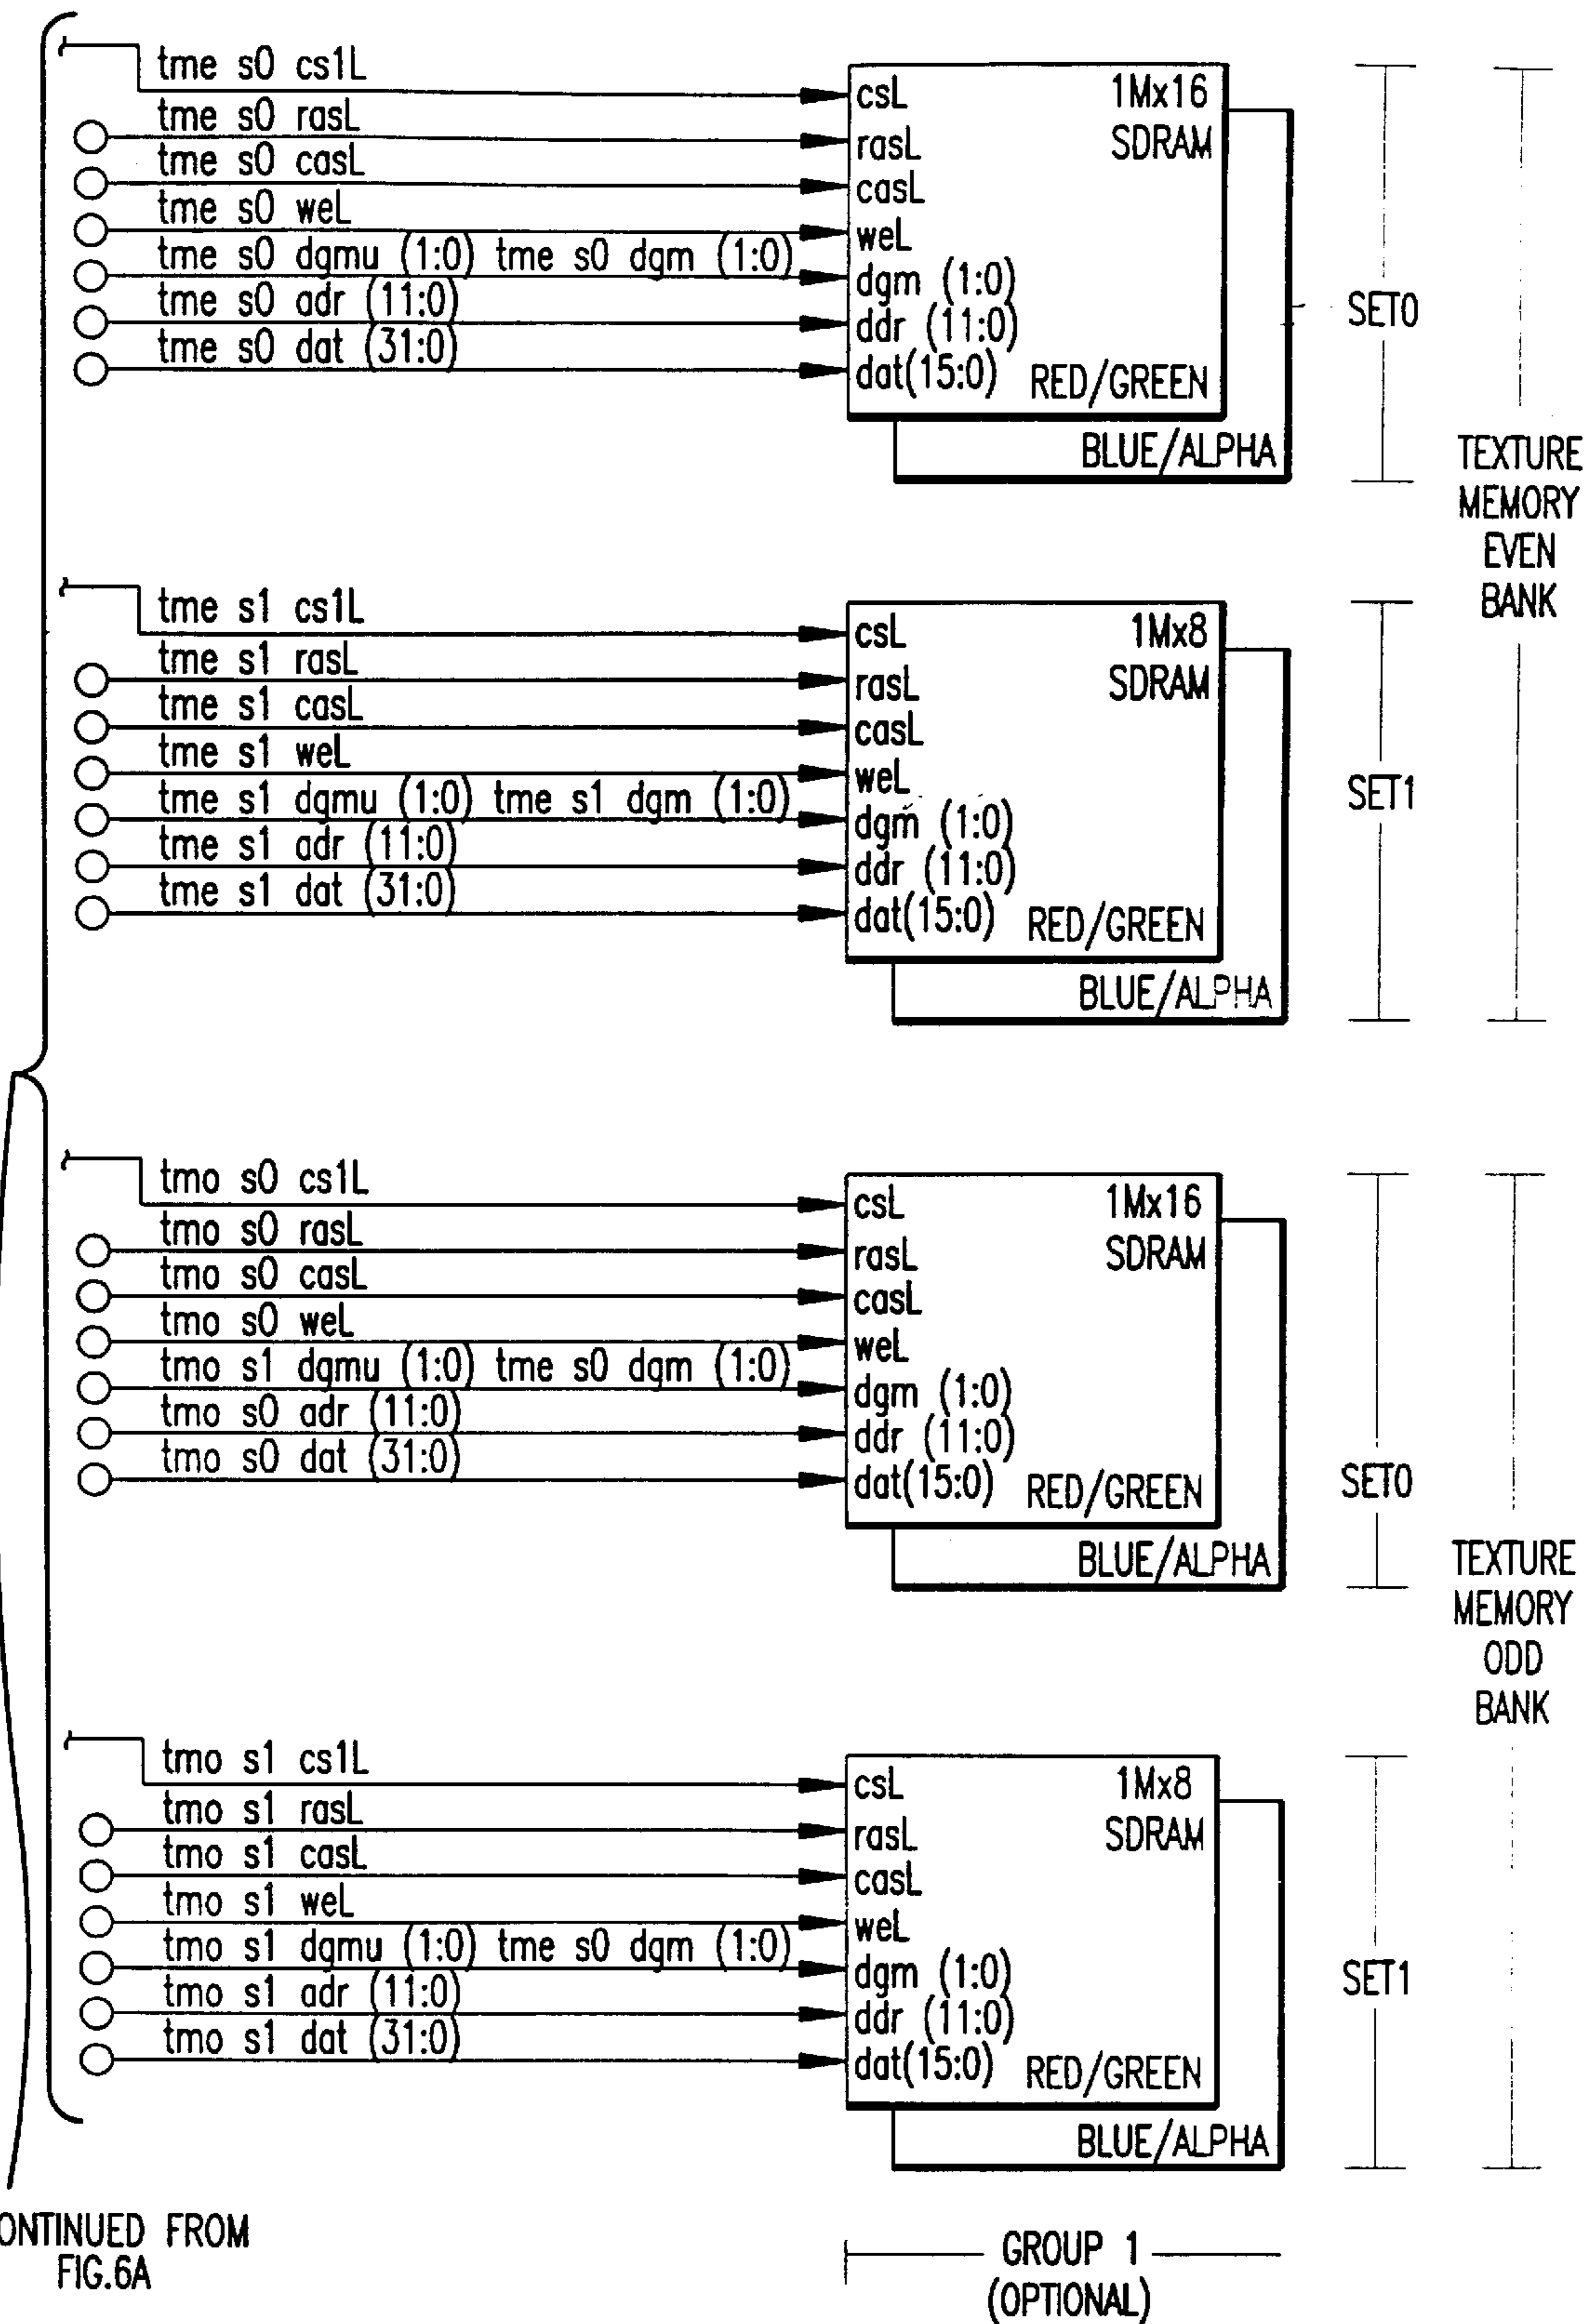 tme s0 cs1L
tme s0 rasL
tme s0 casL
tme s0 weL
tme s0 dqmu (1:0) tme s0 dqm (1:0)
tme s0 adr (11:0)
tme s0 dat (31:0)
csL
rasL
casL
weL
dqm (1:0)
ddr (11:0)
dat(15:0)
1Mx16
SDRAM
RED/GREEN
BLUE/ALPHA
SET0
tme s1 cs1L
tme s1 rasL
tme s1 casL
tme s1 weL
tme s1 dqmu (1:0) tme s1 dqm (1:0)
tme s1 adr (11:0)
tme s1 dat (31:0)
csL
rasL
casL
weL
dqm (1:0)
ddr (11:0)
dat(15:0)
1Mx8
SDRAM
RED/GREEN
BLUE/ALPHA
SET1
TEXTURE
MEMORY
EVEN
BANK
tmo s0 cs1L
tmo s0 rasL
tmo s0 casL
tmo s0 weL
tmo s1 dqmu (1:0) tme s0 dqm (1:0)
tmo s0 adr (11:0)
tmo s0 dat (31:0)
csL
rasL
casL
weL
dqm (1:0)
ddr (11:0)
dat(15:0)
1Mx16
SDRAM
RED/GREEN
BLUE/ALPHA
SET0
tmo s1 cs1L
tmo s1 rasL
tmo s1 casL
tmo s1 weL
tmo s1 dqmu (1:0) tme s0 dqm (1:0)
tmo s1 adr (11:0)
tmo s1 dat (31:0)
csL
rasL
casL
weL
dqm (1:0)
ddr (11:0)
dat(15:0)
1Mx8
SDRAM
RED/GREEN
BLUE/ALPHA
SET1
TEXTURE
MEMORY
ODD
BANK
ONTINUED FROM
FIG.6A
GROUP 1
(OPTIONAL)